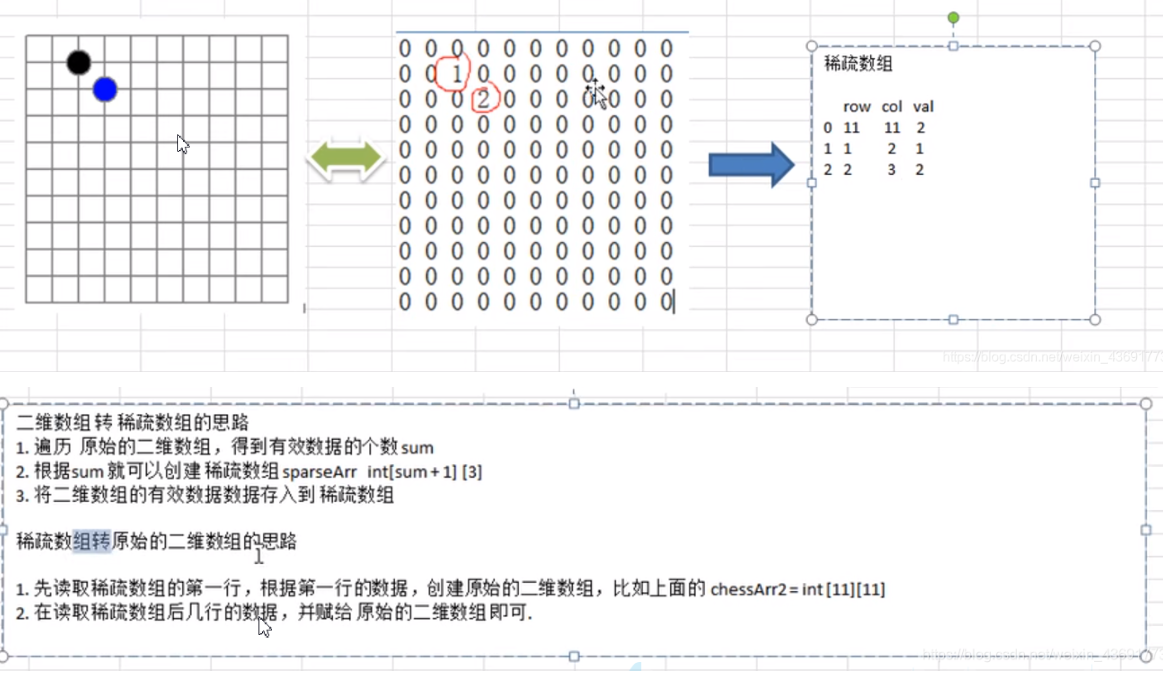 0 0 0 0 0 0 0 0 0 0 0
0 0 1 0 0 0 0 0 0 0 0
0 0 0 2 0 0 0 0 0 0 0
0 0 0 0 0 0 0 0 0 0 0
0 0 0 0 0 0 0 0 0 0 0
0 0 0 0 0 0 0 0 0 0 0
0 0 0 0 0 0 0 0 0 0 0
0 0 0 0 0 0 0 0 0 0 0
0 0 0 0 0 0 0 0 0 0 0
0 0 0 0 0 0 0 0 0 0 0
0 0 0 0 0 0 0 0 0 0 0
稀疏数组
row col val
0 11 11 2
1 1 2 1
2 2 3 2
二维数组 转 稀疏数组的思路
1. 遍历 原始的二维数组，得到有效数据的个数 sum
2. 根据sum 就可以创建 稀疏数组 sparseArr int[sum + 1] [3]
3. 将二维数组的有效数据数据存入到 稀疏数组
稀疏数组转原始的二维数组的思路
1. 先读取稀疏数组的第一行，根据第一行的数据，创建原始的二维数组，比如上面的 chessArr2 = int [11][11]
2. 在读取稀疏数组后几行的数据，并赋给 原始的二维数组 即可.